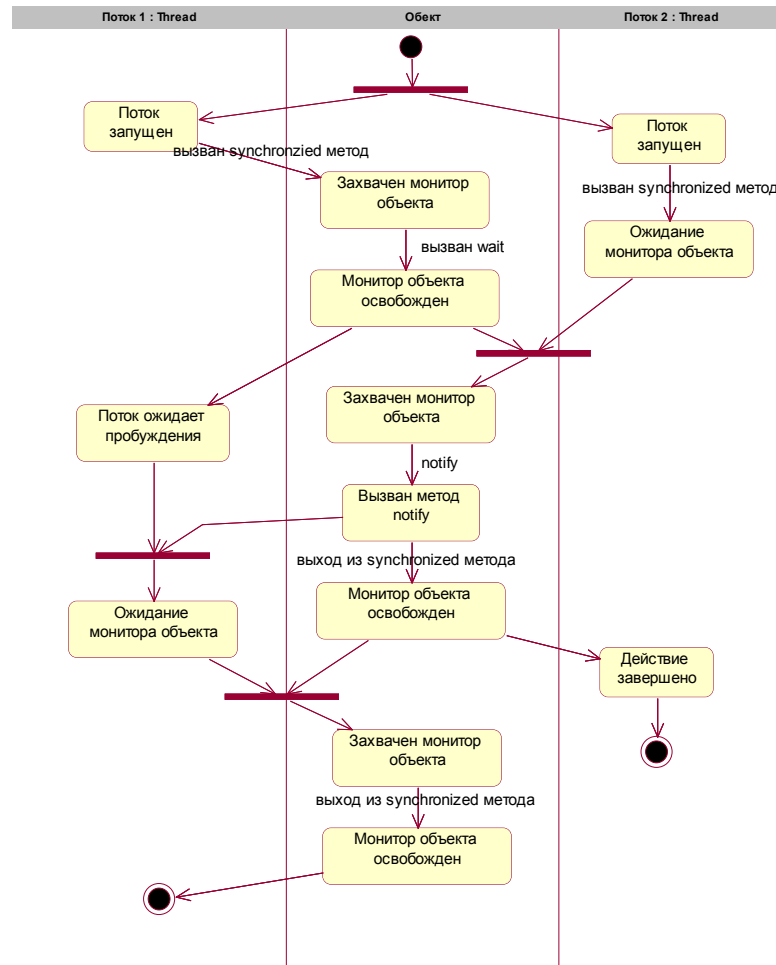 Поток 1 : Thread
Обект
Поток 2 : Thread
Поток
запущен
Поток
запущен
вызван synchronzied метод
Захвачен монитор
объекта
вызван synchronized метод
Ожидание
монитора объекта
вызван wait
Монитор объекта
освобожден
Захвачен монитор
объекта
Поток ожидает
пробуждения
notify
Вызван метод
notify
выход из synchronized метода
Монитор объекта
освобожден
Ожидание
монитора объекта
Действие
завершено
Захвачен монитор
объекта
выход из synchronized метода
Монитор объекта
освобожден